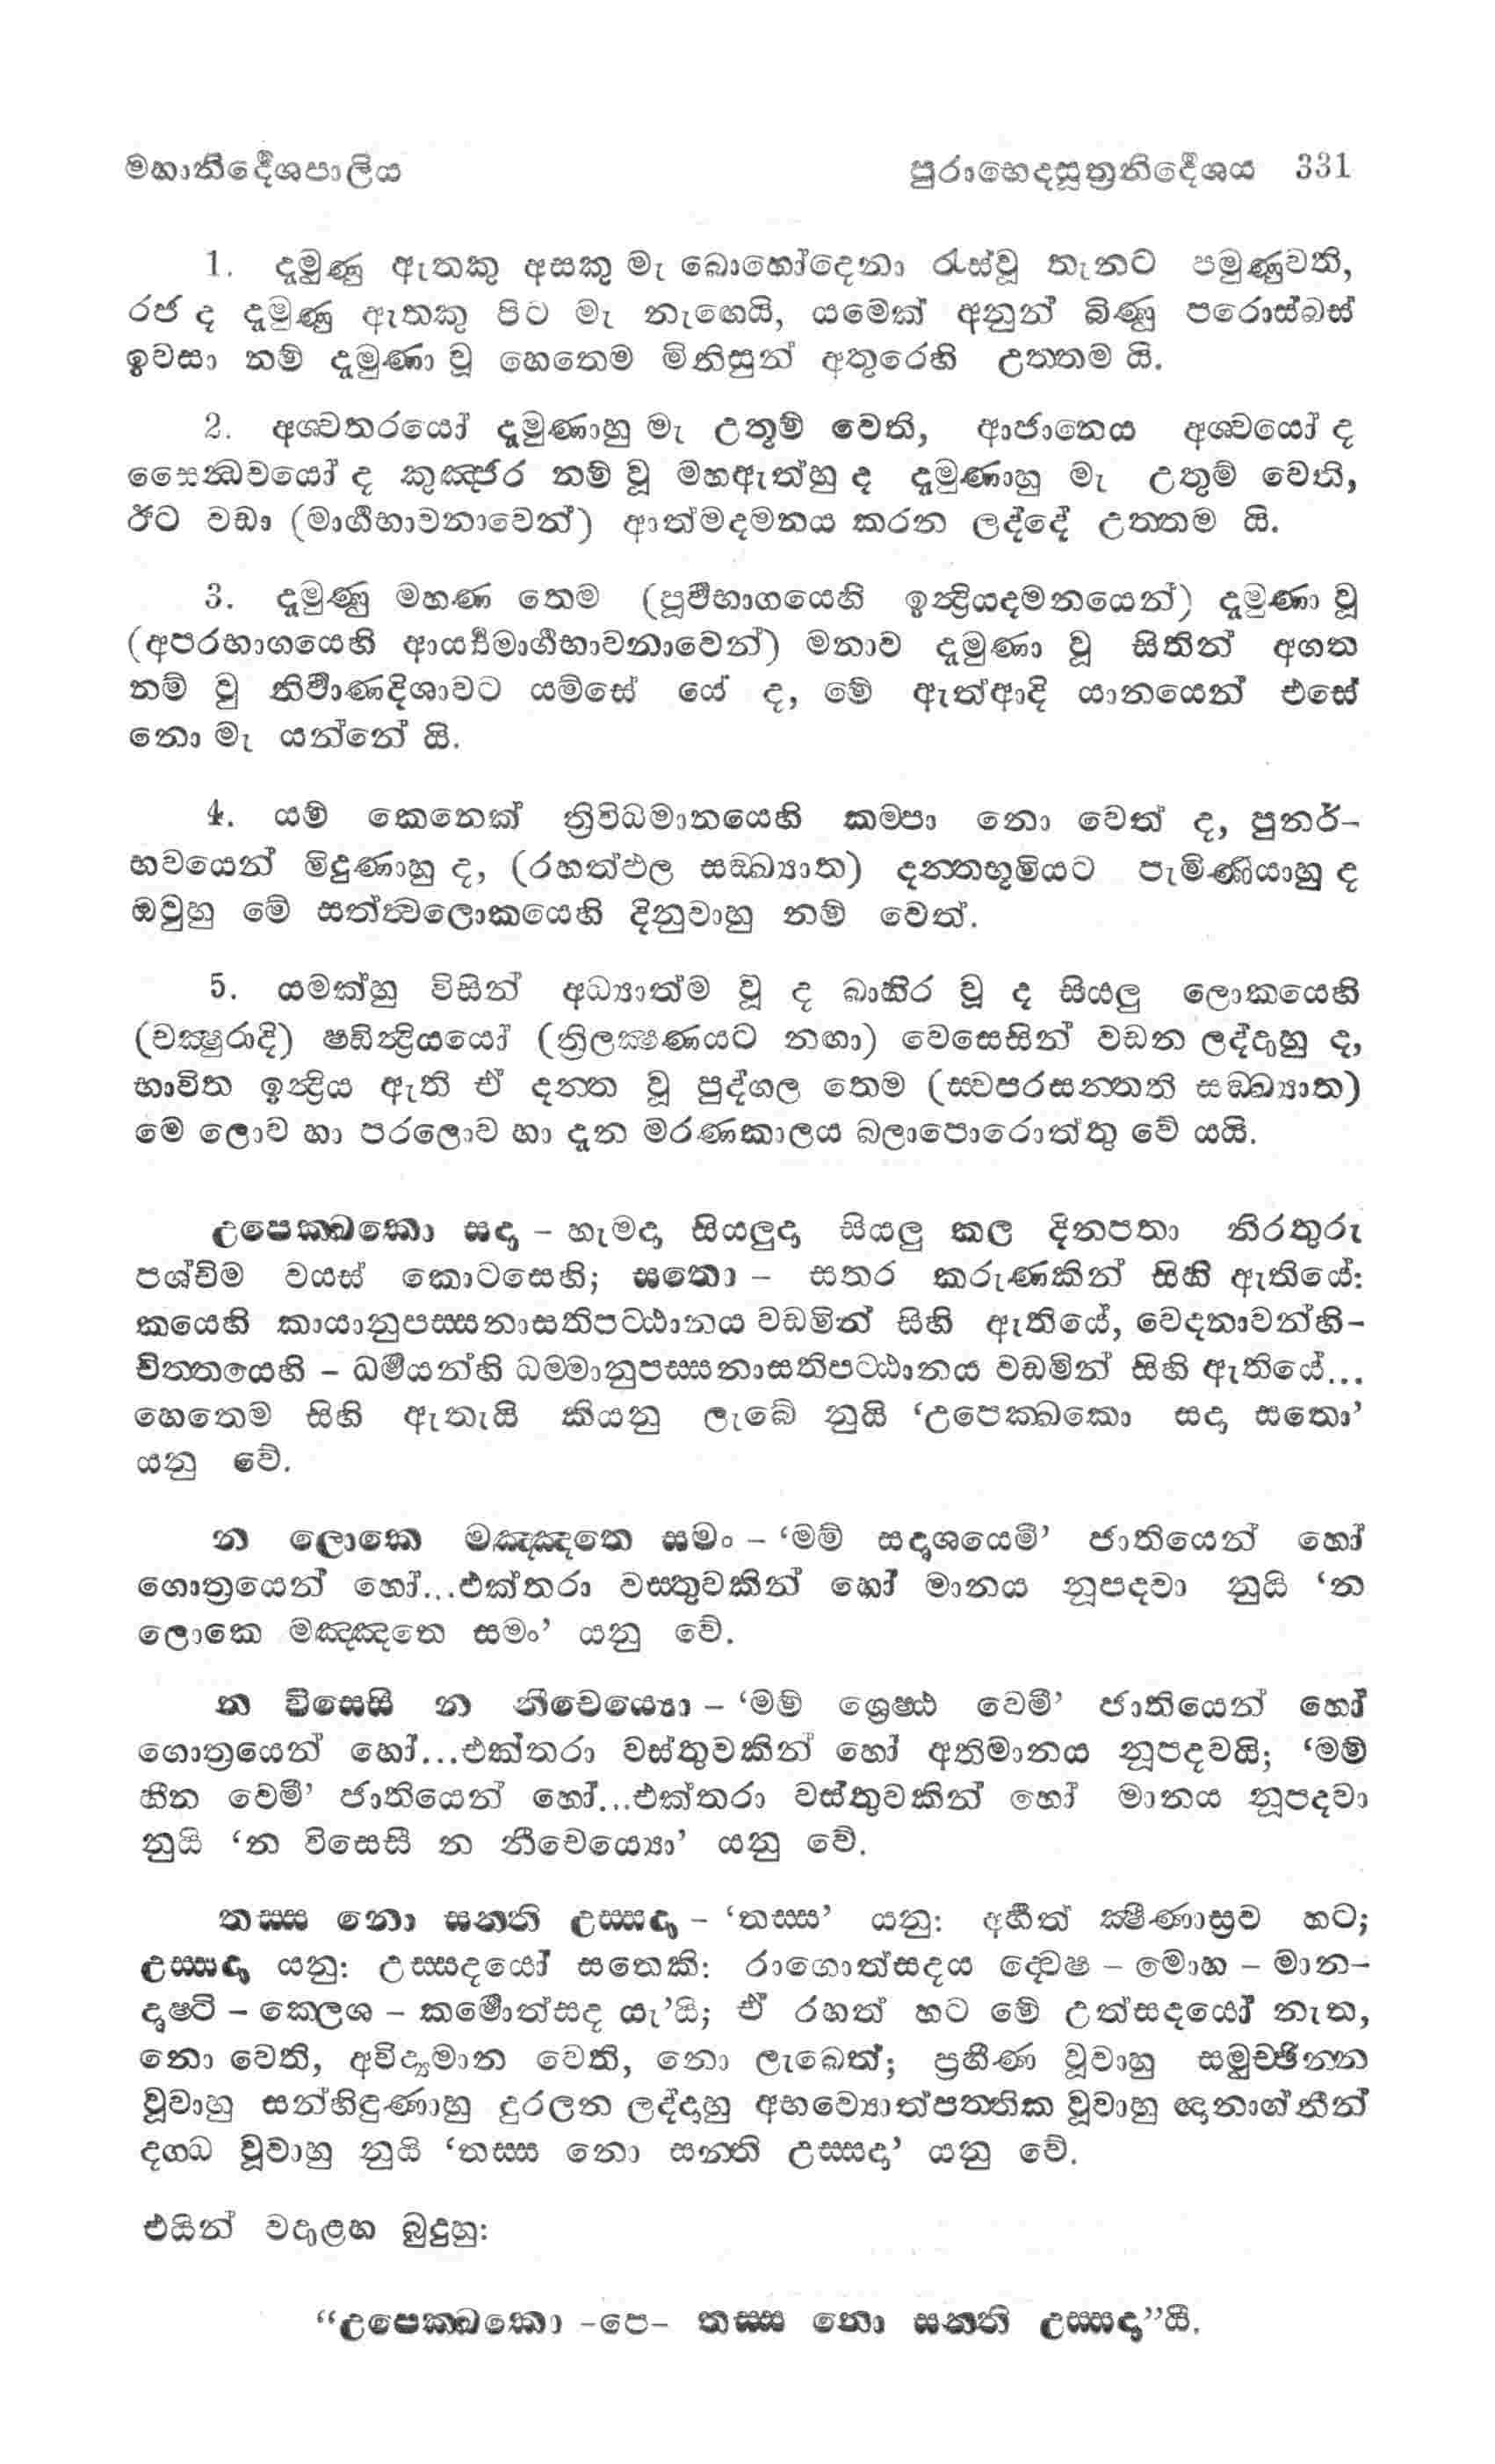 මහානිර්‍දේශපාලිය පුරාභෙදසූත්‍රනිර්‍දේශය 331
1. දැමුණු ඇතකු අසකු මැ බොහෝදෙනා රැස්වූ තැනට පමුණුවති,
රජ ද දැමුණු ඇතකු පිට මැ නැඟෙයි, යමෙක් අනුන් බිණූ පරොස්බස්
ඉවසා නම් දැමුණා වූ හෙතෙම මිනිසුන් අතුරෙහි උත්‍තම යි.
2. අශ්‍වතරයෝ දැමුණාහු මැ උතුම් වෙති, ආජානෙය අශ්‍වයෝ ද
සෛන්‍ධවයෝ ද කුඤ්ජර නම් වූ මහඇත්හු ද දැමුණාහු මැ උතුම් වෙති,
ඊට වඩා (මාර්‍ගභාවනාවෙන්) ආත්මදමනය කරන ලද්දේ උත්‍තම යි.
3. දැමුණු මහණ තෙම (පූර්‍වභාගයෙහි ඉන්‍ද්‍රියදමනයෙන්) දැමුණා වූ
(අපරභාගයෙහි ආර්‍ය්‍යමාර්‍ගභාවනාවෙන්) මනාව දැමුණා වූ සිතින් අගත
නම් වු නිර්‍වාණදිශාවට යම්සේ යේ ද, මේ ඇත්ආදි යානයෙන් එසේ
නො මැ යන්නේ යි.
4. යම් කෙනෙක් ත්‍රිවිධමානයෙහි කම්පා නො වෙත් ද, පුනර්-
භවයෙන් මිදුණාහු ද, (රහත්ඵල සඞ්ඛ්‍යාත) දන්තභූමියට පැමිණියාහු ද
ඔවුහු මේ සත්ත්‍වලොකයෙහි දිනුවාහු නම් වෙත්.
5. යමක්හු විසින් අධ්‍යාත්ම වූ ද බාහිර වූ ද සියලු ලොකයෙහි
(චක්‍ෂුරාදි) ෂඩින්‍ද්‍රියයෝ (ත්‍රිලක්‍ෂණයට නඟා) වෙසෙසින් වඩන ලද්දාහු ද,
භාවිත ඉන්‍ද්‍රිය ඇති ඒ දන්ත වූ පුද්ගල තෙම (ස්වපරසන්තති සඞ්ඛ්‍යාත)
මෙ ලොව හා පරලොව හා දැන මරණකාලය බලාපොරොත්තු වේ යයි.
උපෙක්ඛකො සදා – හැමදා සියලුදා සියලු කල දිනපතා නිරතුරු
පශ්චිම වයස් කොටසෙහි; සතො – සතර කරුණකින් සිහි ඇතියේ:
කයෙහි කායානුපස්සනාසතිපට්ඨානය වඩමින් සිහි ඇතියේ, වෙදනාවන්හි–
චිත්තයෙහි – ධර්‍මයන්හි ධම්මානුපස්සනාසතිපට්ඨානය වඩමින් සිහි ඇතියේ...
හෙතෙම සිහි ඇතැයි කියනු ලැබේ නුයි ‘උපෙක්ඛකො සදා සතො’
යනු වේ.
න ලොකෙ මඤ්ඤතෙ සමං – ‘මම් සදෘශයෙමි’ ජාතියෙන් හෝ
ගොත්‍රයෙන් හෝ...එක්තරා වස්තුවකින් හෝ මානය නූපදවා නුයි ‘න
ලොකෙ මඤ්ඤතෙ සමං’ යනු වේ.
න විසෙසී න නීචෙය්‍යො – ‘මම් ශ්‍රෙෂ්ඨ වෙමි’ ජාතියෙන් හෝ
ගොත්‍රයෙන් හෝ...එක්තරා වස්තුවකින් හෝ අතිමානය නූපදවයි; ‘මම්
හීන වෙමි’ ජාතියෙන් හෝ...එක්තරා වස්තුවකින් හෝ මානය නූපදවා
නුයි ‘න විසෙසී න නීචෙය්‍යො’ යනු වේ.
තස්ස නො සන්ති උස්සදා – ‘තස්ස’ යනු: අහීත් ක්‍ෂීණාස්‍රව හට;
උස්සදා යනු: උස්සදයෝ සතෙකි: රාගොත්සදය ද්වෙෂ – මොහ – මාන–
දෘෂ්ටි – ක්ලෙශ – කර්‍මොත්සද යැ’යි; ඒ රහත් හට මේ උත්සදයෝ නැත,
නො වෙති, අවිද්‍යමාන වෙති, නො ලැබෙත්; ප්‍රහීණ වූවාහු සමුච්ඡින්න
වූවාහු සන්හිඳුණාහු දුරලන ලද්දාහු අභව්‍යොත්පත්තික වූවාහු ඥානාග්නීන්
දග්ධ වූවාහු නුයි ‘තස්ස නො සන්ති උස්සදා’ යනු වේ.
එයින් වදාළහ බුදුහු:
“උපෙක්ඛකො –පෙ– තස්ස නො සන්ති උස්සදා”යී.